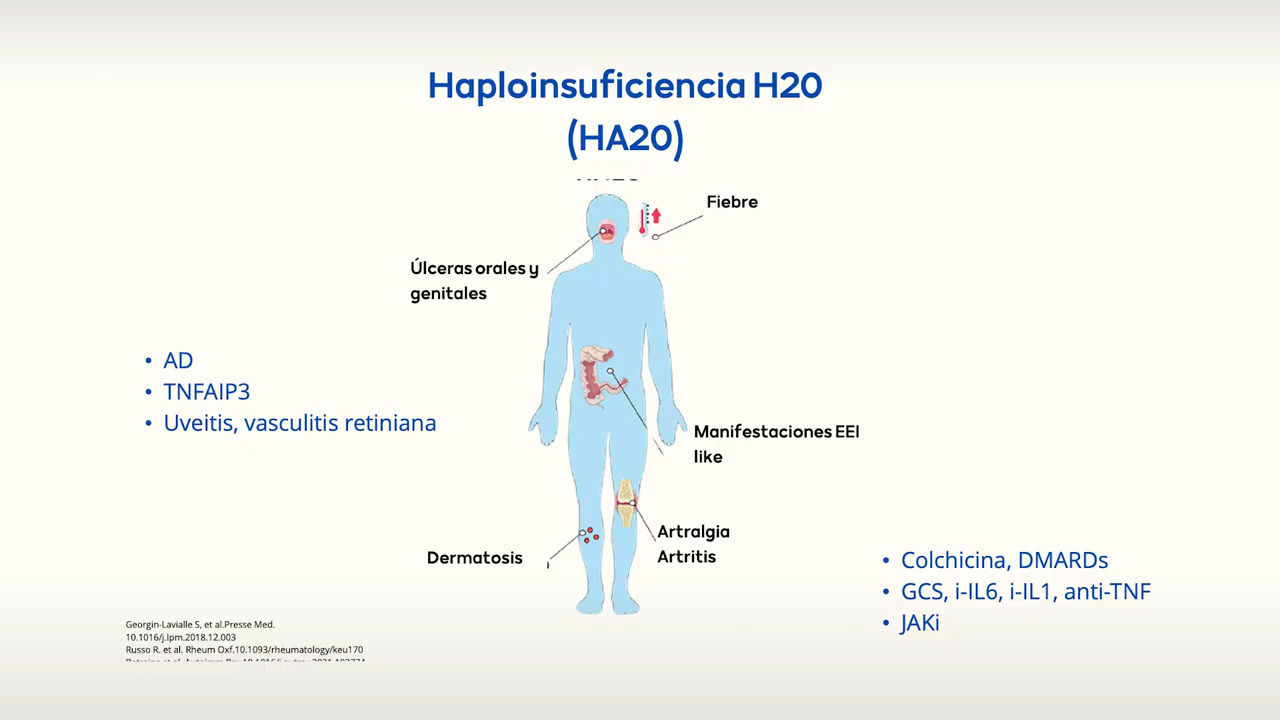 Haploinsuficiencia H20
(HA20)
Fiebre
Úlceras orales y
genitales
• AD
• TNFAIP3
• Uveitis, vasculitis retiniana
Manifestaciones EEI
like
Artralgia
Artritis
Dermatosis
• Colchicina, DMARDs
• GCS, i-IL6, i-IL1, anti-TNF
• JAKi
Georgin-Lavialle S, et al.Presse Med.
10.1016/j.lpm.2018.12.003
Russo R. et al. Rheum Oxf.10.1093/rheumatology/keu170